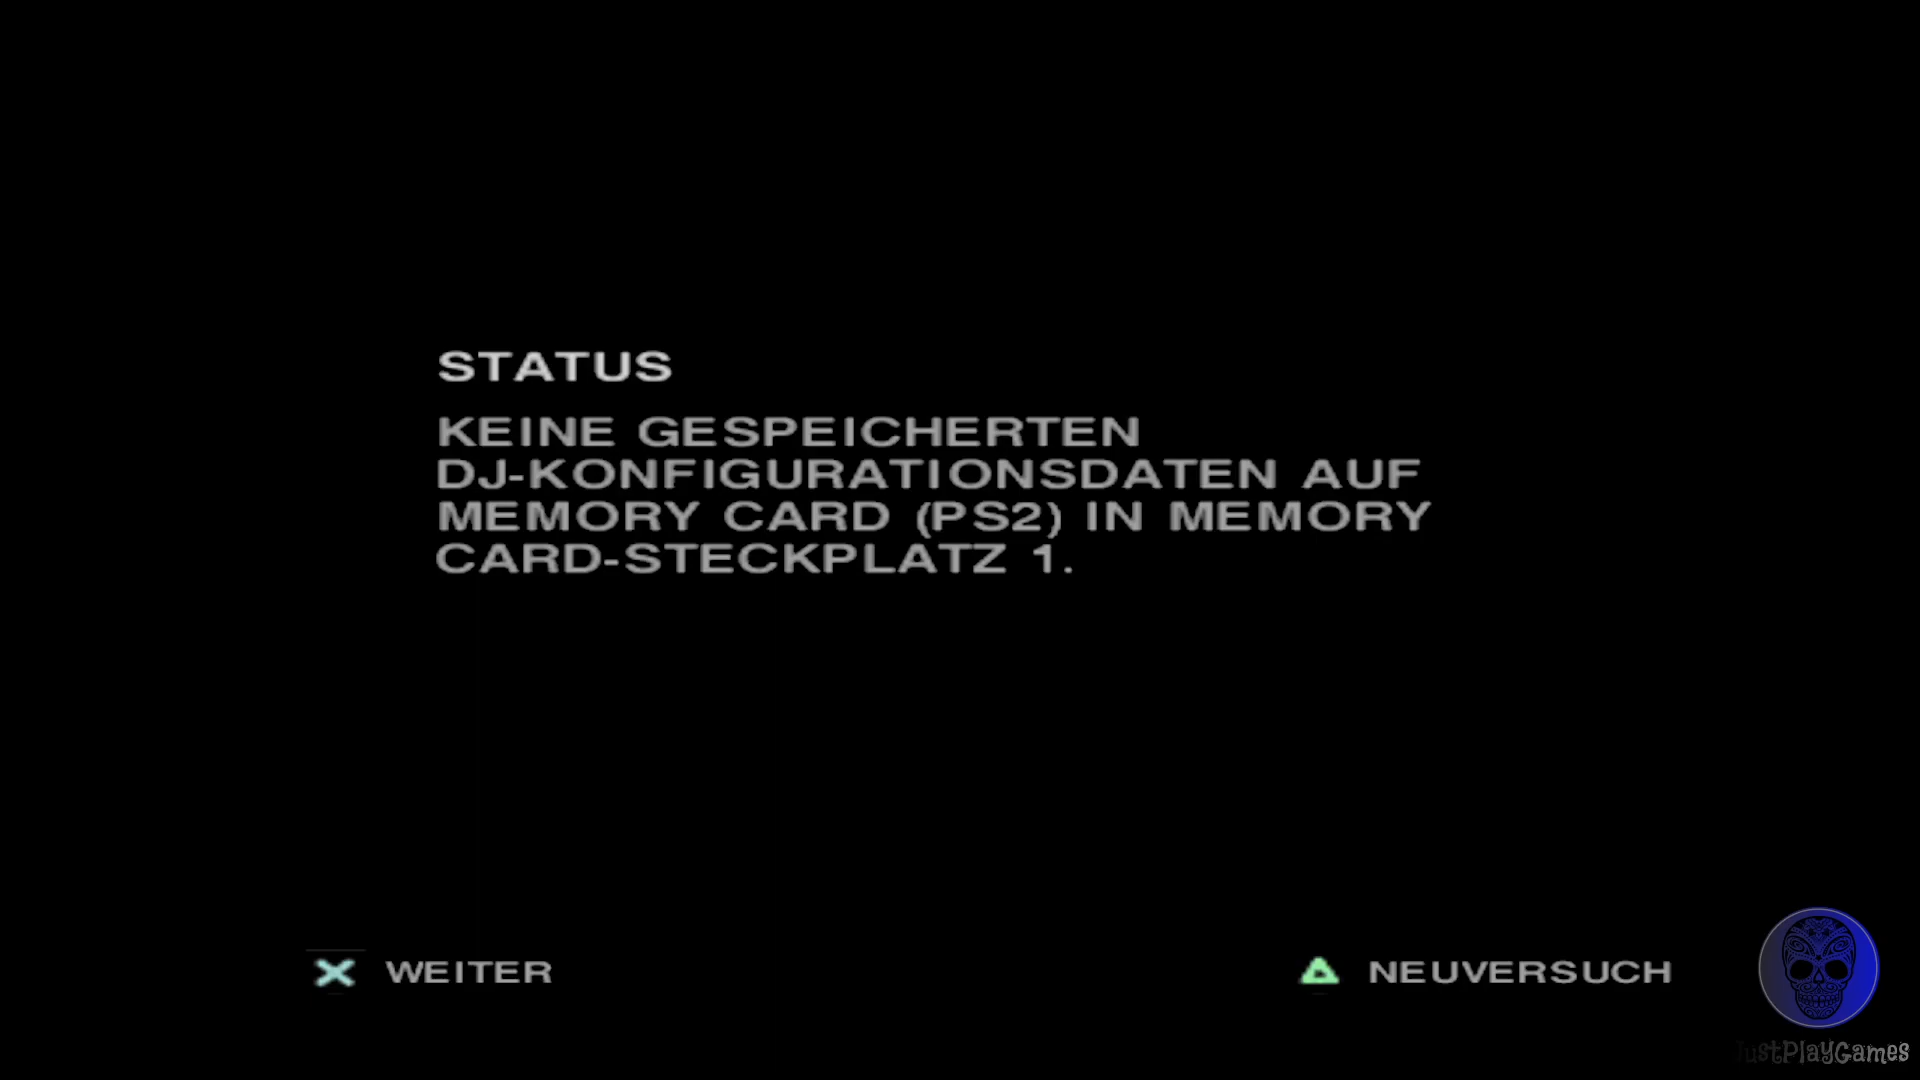 STATUS
KEINE GESPEICHERTEN
DJ-KONFIGURATIONSDATEN AUF
MEMORY CARD (PS2) IN MEMORY
CARD-STECKPLATZ 1.
WEITER
NEUVERSUCH
JustPlayGames